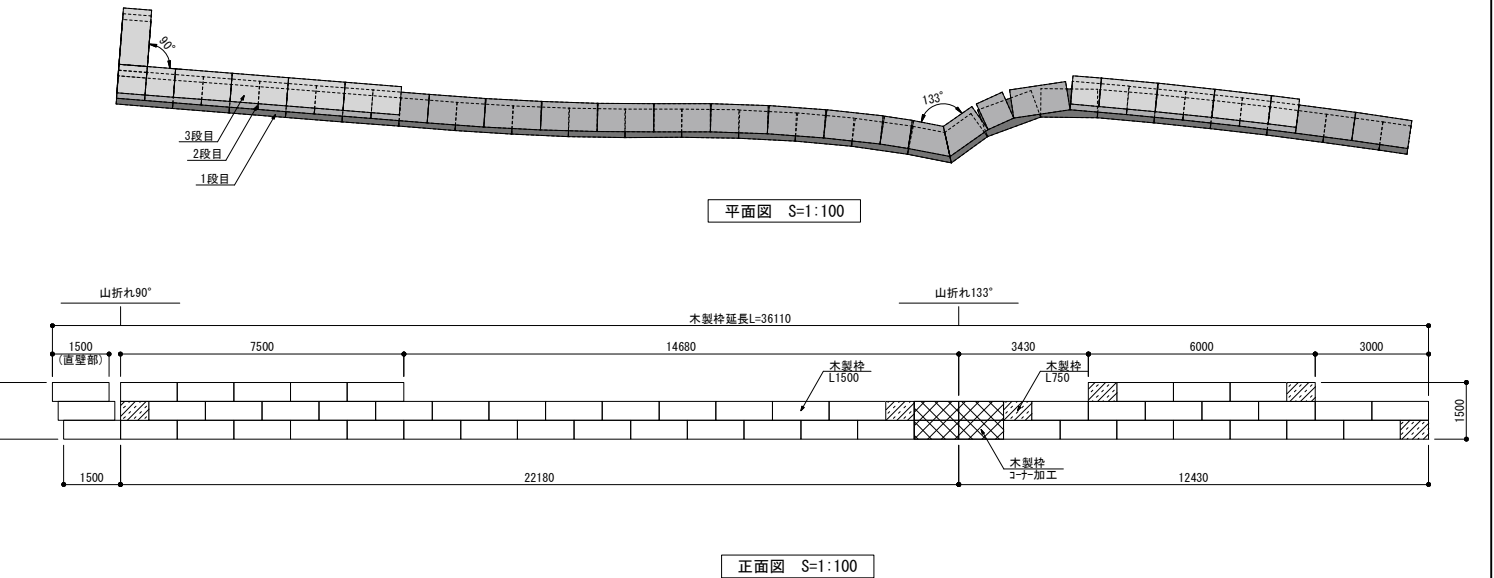 90°
133°
3段目
2段目
1段目
平面図 S=1:100
山折れ90°
山折れ133°
木製枠延長L=36110
1500
(直壁部)
7500
14680
3430
6000
3000
木製枠
L1500
木製枠
L750
1500
木製枠
コーナー加工
1500
22180
12430
正面図 S=1:100